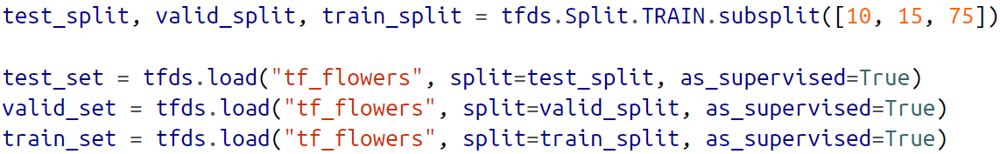 test_split, valid_split, train_split = tfds.Split.TRAIN.subsplit([10, 15, 75])
test_set = tfds.load("tf_flowers", split=test_split, as_supervised=True)
valid_set = tfds.load("tf_flowers", split=valid_split, as_supervised=True)
train_set = tfds.load("tf_flowers", split=train_split, as_supervised=True)